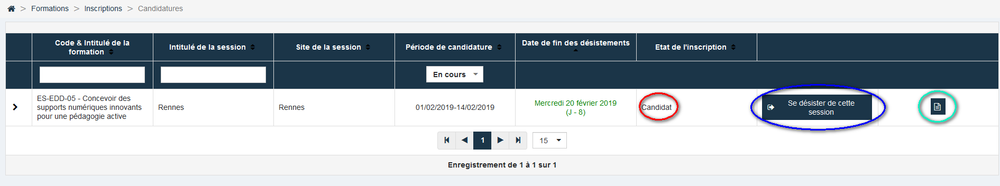 > Formations > Inscriptions > Candidatures
Code & Intitulé de la
formation
Intitulé de la session
Site de la session
Période de candidature
Date de fin des désistements
Etat de l'inscription
En cours
ES-EDD-05 - Concevoir des
supports numériques innovants
pour une pédagogie active
Rennes
Rennes
01/02/2019-14/02/2019
Mercredi 20 février 2019
(J - 8)
Candidat
Se désister de cette
session
1
15
Enregistrement de 1 à 1 sur 1